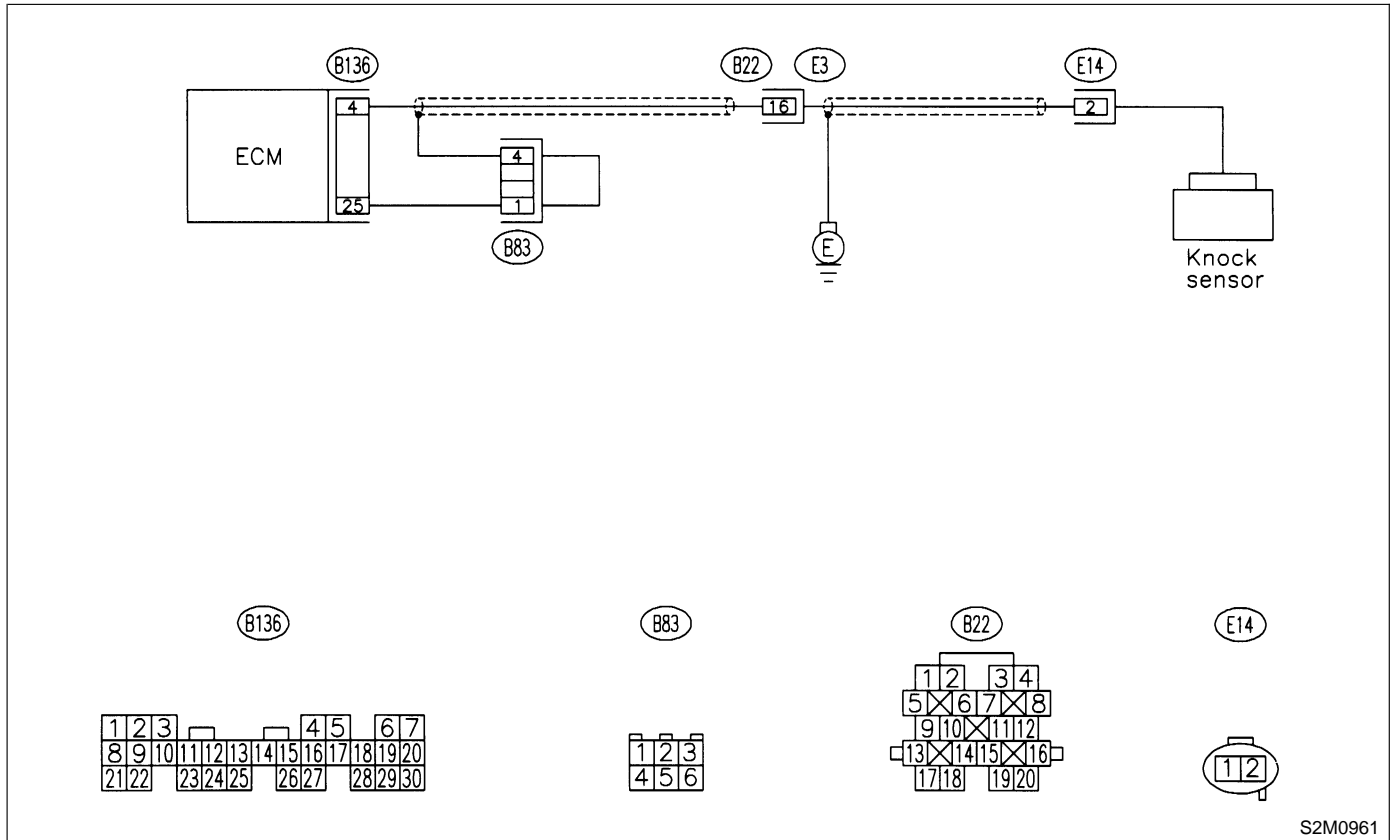 B136 B22 E3 E14
4 16 2
ECM 4
25 1
B83
E
Knock
sensor
B136 B83 B22 E14
1 2 3 4 5 6 7
8 9 10 11 12 13 14 15 16 17 18 19 20
21 22 23 24 25 26 27 28 29 30
1 2 3
4 5 6
1 2 3 4
5 6 7 8
9 10 11 12
13 14 15 16
17 18 19 20
1 2
S2M0961